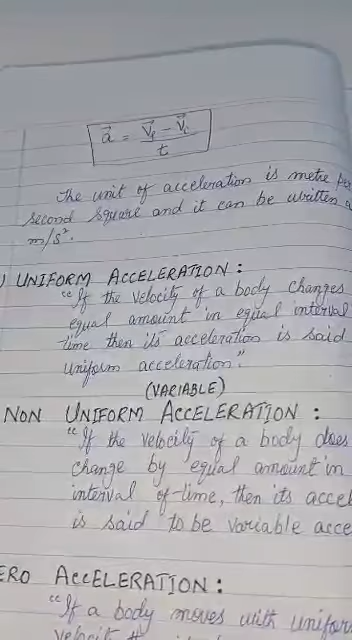 a⃗ = (V⃗f - V⃗i) / t
The unit of acceleration is metre per
second square and it can be written a
m/s².
) UNIFORM ACCELERATION:
"If the velocity of a body changes
equal amount in equal interval
time then its acceleration is said
uniform acceleration."
(VARIABLE)
NON UNIFORM ACCELERATION:
"If the velocity of a body does
change by equal amount in
interval of time, then its accel
is said to be variable acce
ERO ACCELERATION:
"If a body moves with uniform
velocit